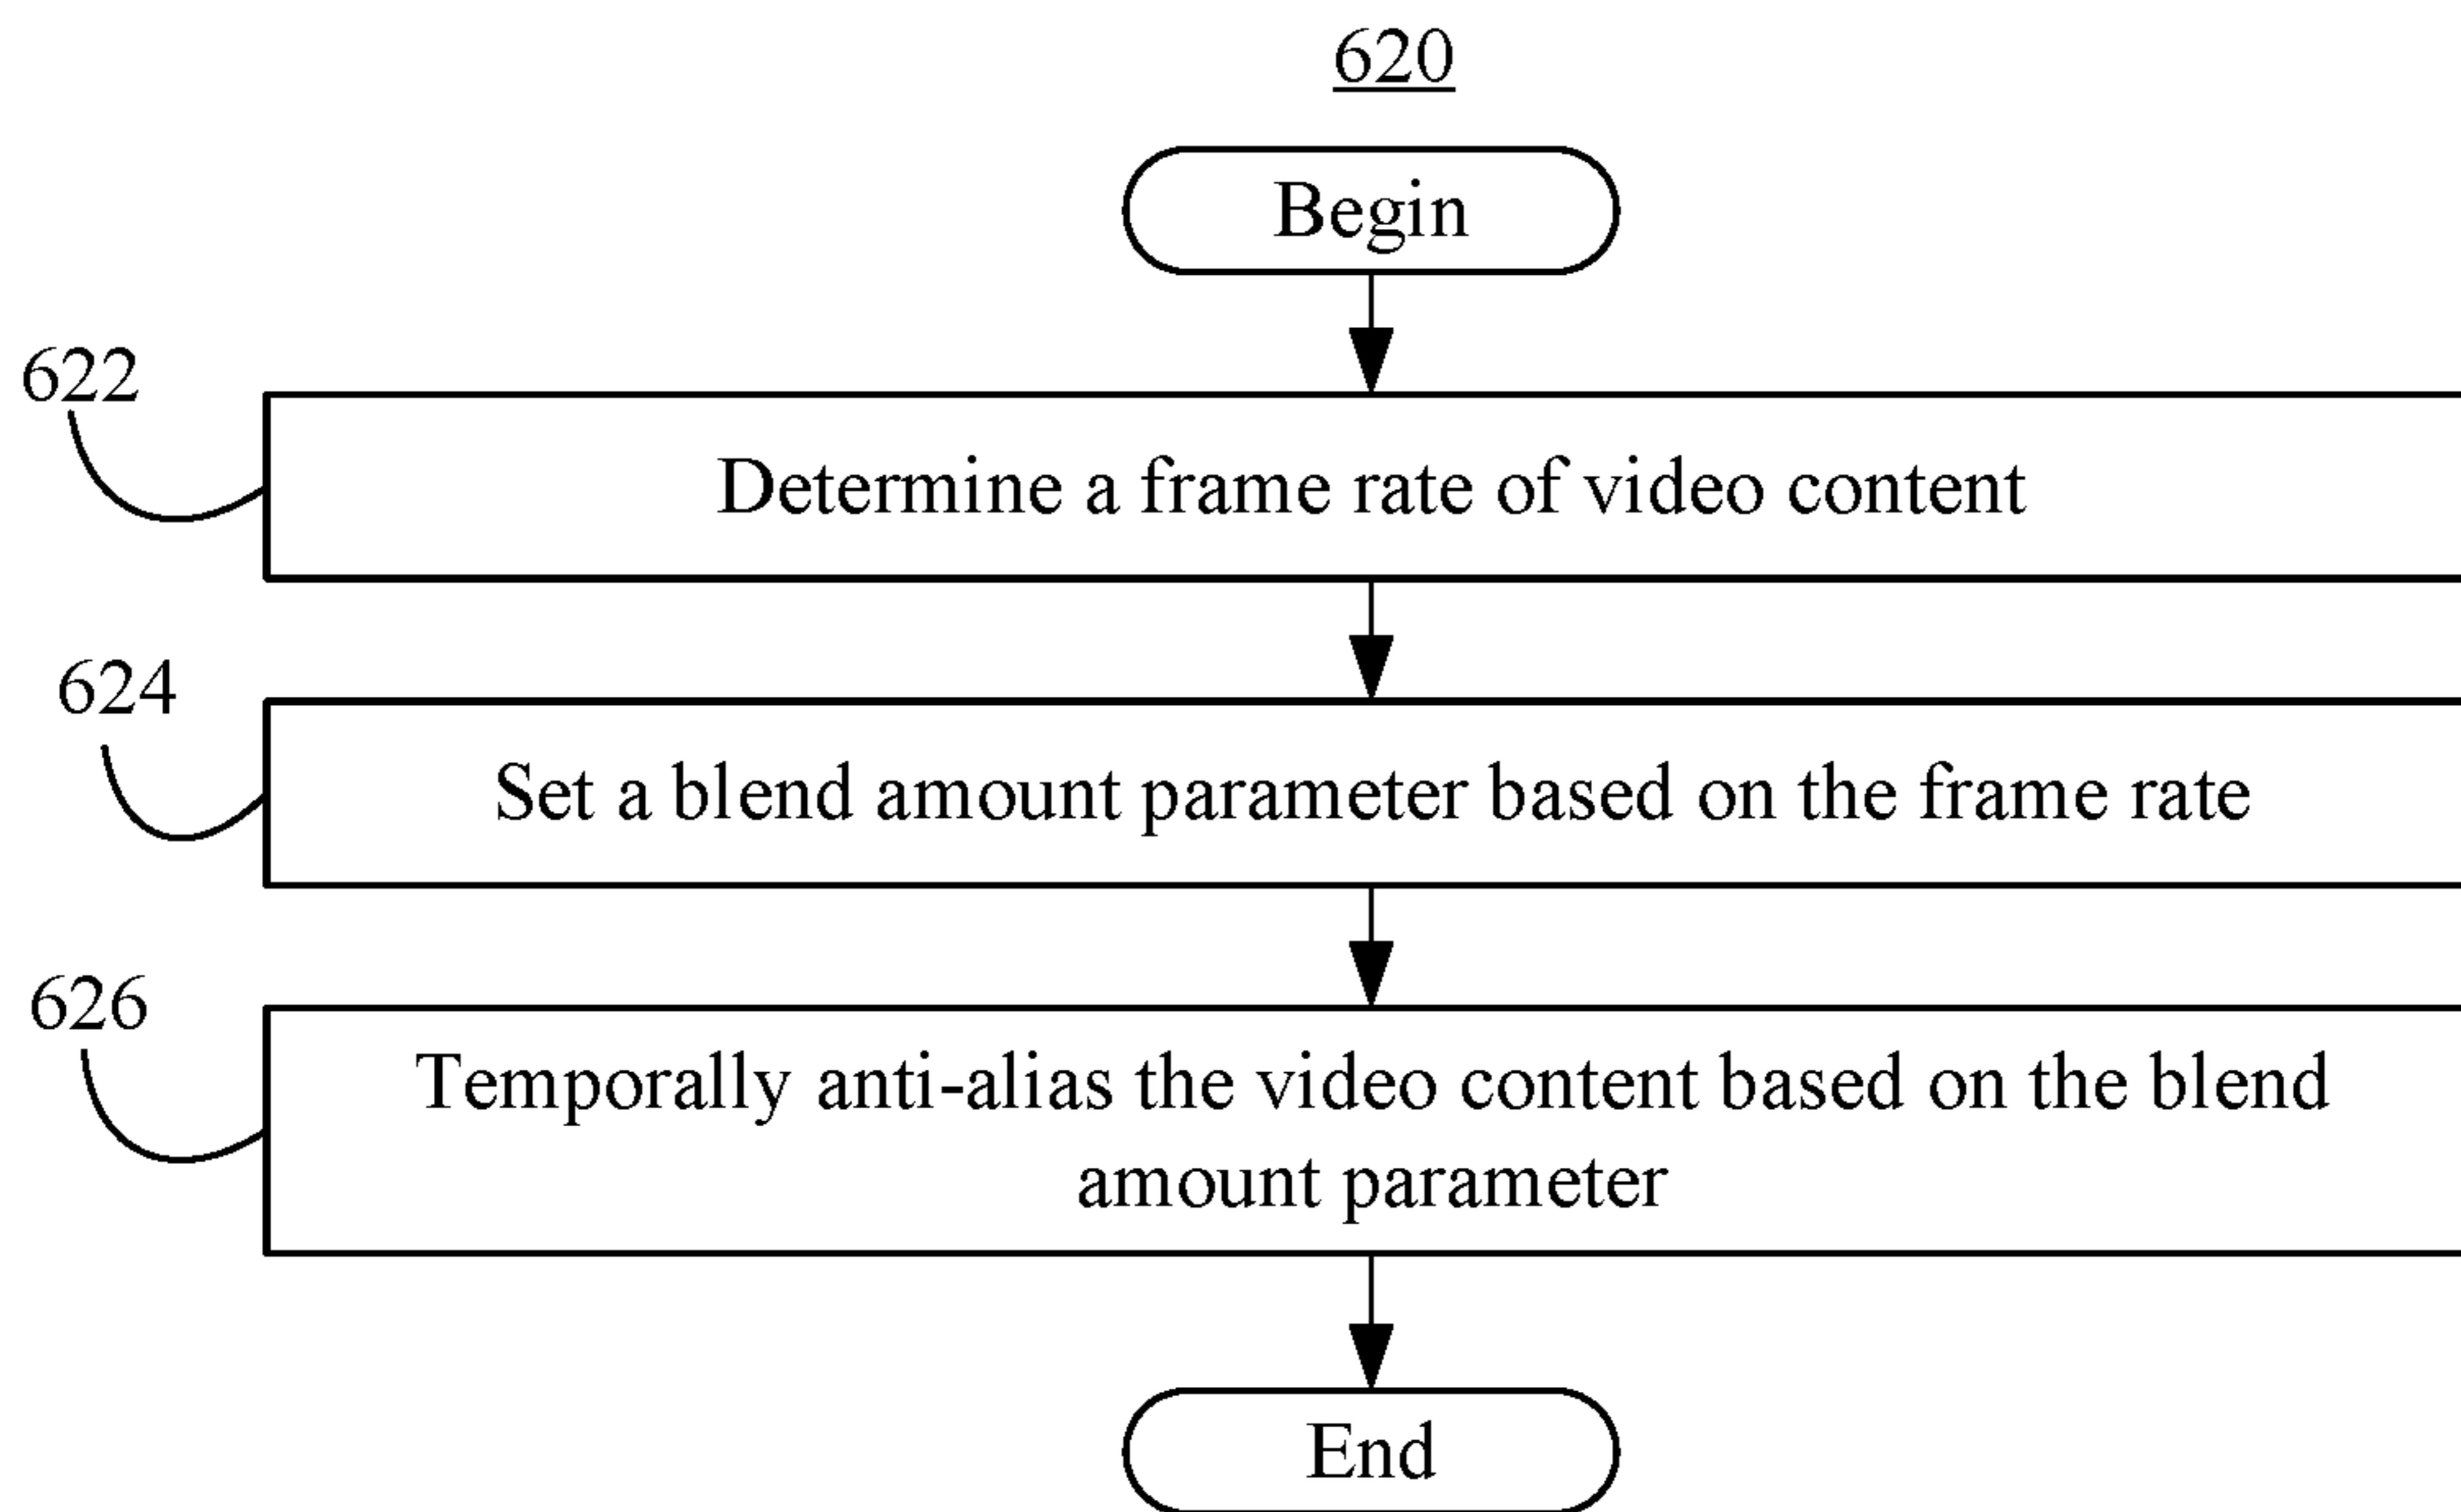 620
Begin
622
Determine a frame rate of video content
624
Set a blend amount parameter based on the frame rate
626
Temporally anti-alias the video content based on the blend
amount parameter
End